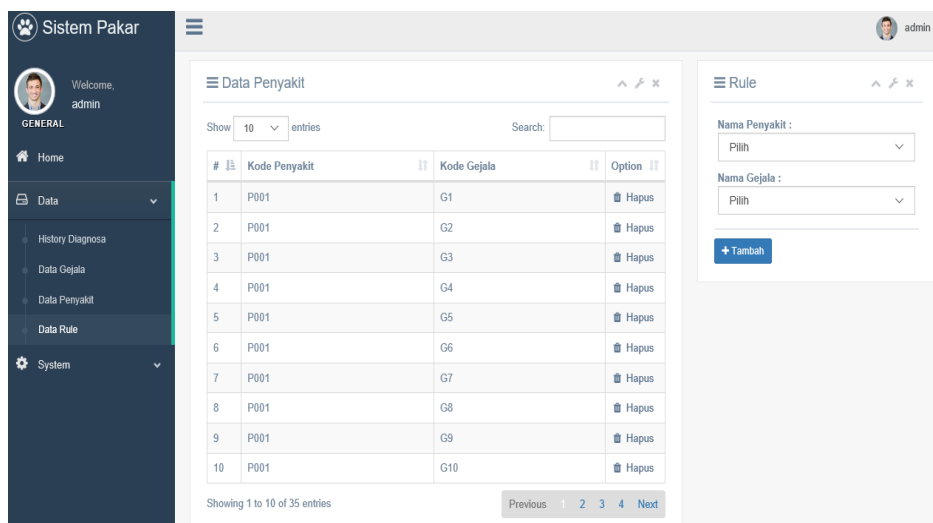 Sistem Pakar
admin
Welcome,
admin
GENERAL
Home
Data
History Diagnosa
Data Gejala
Data Penyakit
Data Rule
System
Data Penyakit
Show 10 entries Search:
# Kode Penyakit Kode Gejala Option
1 P001 G1 Hapus
2 P001 G2 Hapus
3 P001 G3 Hapus
4 P001 G4 Hapus
5 P001 G5 Hapus
6 P001 G6 Hapus
7 P001 G7 Hapus
8 P001 G8 Hapus
9 P001 G9 Hapus
10 P001 G10 Hapus
Showing 1 to 10 of 35 entries Previous 1 2 3 4 Next
Rule
Nama Penyakit :
Pilih
Nama Gejala :
Pilih
+ Tambah